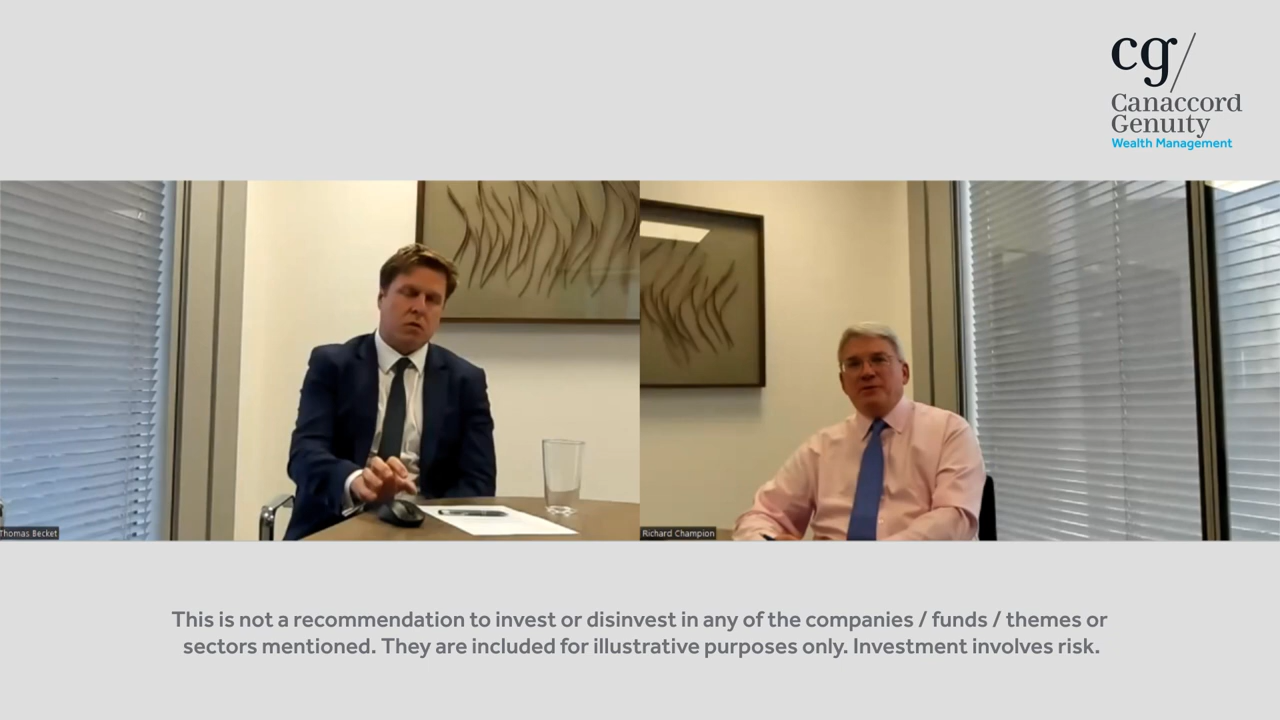 cg/
Canaccord
Genuity
Wealth Management
Thomas Becket
Richard Champion
This is not a recommendation to invest or disinvest in any of the companies / funds / themes or
sectors mentioned. They are included for illustrative purposes only. Investment involves risk.